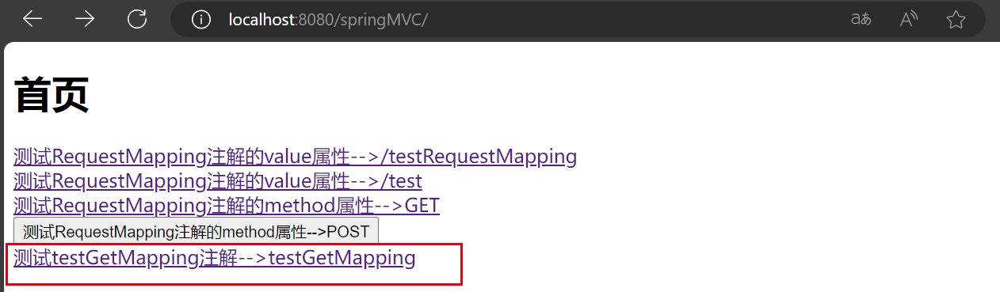 localhost:8080/springMVC/
aあ
A
首页
测试RequestMapping注解的value属性-->/testRequestMapping
测试RequestMapping注解的value属性-->/test
测试RequestMapping注解的method属性-->GET
测试RequestMapping注解的method属性-->POST
测试testGetMapping注解-->testGetMapping